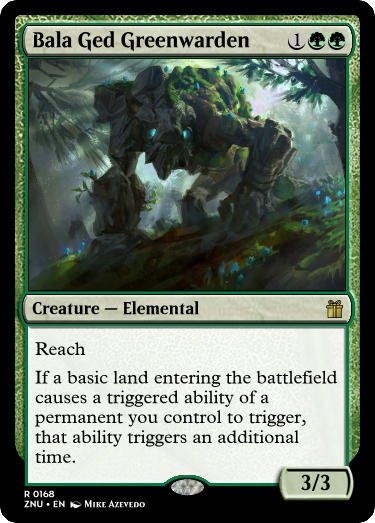 Bala Ged Greenwarden 1
Creature — Elemental
Reach
If a basic land entering the battlefield
causes a triggered ability of a
permanent you control to trigger,
that ability triggers an additional
time.
3/3
R 0168
ZNU • EN Mike Azevedo